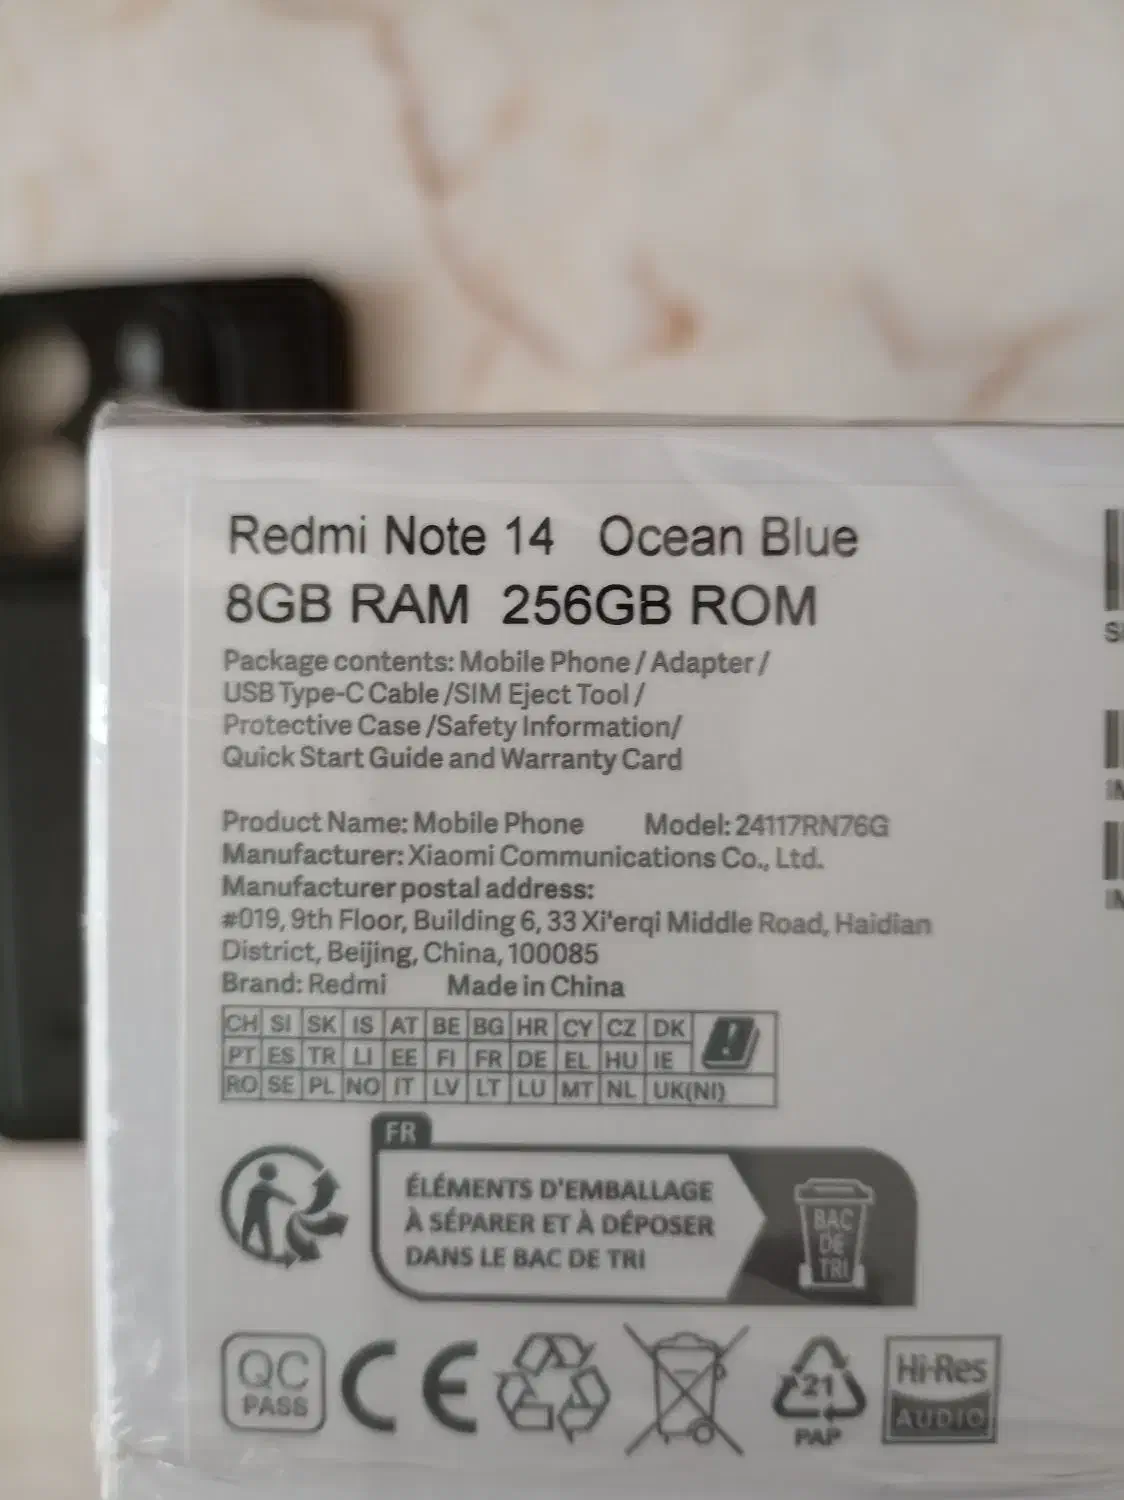 Redmi Note 14 Ocean Blue
8GB RAM 256GB ROM
Package contents: Mobile Phone / Adapter /
USB Type-C Cable /SIM Eject Tool /
Protective Case /Safety Information/
Quick Start Guide and Warranty Card
Product Name: Mobile Phone Model: 24117RN76G
Manufacturer: Xiaomi Communications Co., Ltd.
Manufacturer postal address:
#019, 9th Floor, Building 6, 33 Xi'erqi Middle Road, Haidian
District, Beijing, China, 100085
Brand: Redmi Made in China
CH SI SK IS AT BE BG HR CY CZ DK
PT ES TR LI EE FI FR DE EL HU IE
RO SE PL NO IT LV LT LU MT NL UK(NI)
FR
ÉLÉMENTS D'EMBALLAGE
À SÉPARER ET À DÉPOSER
DANS LE BAC DE TRI
BAC
DE
TRI
QC
PASS
CE
21
PAP
Hi-Res
AUDIO